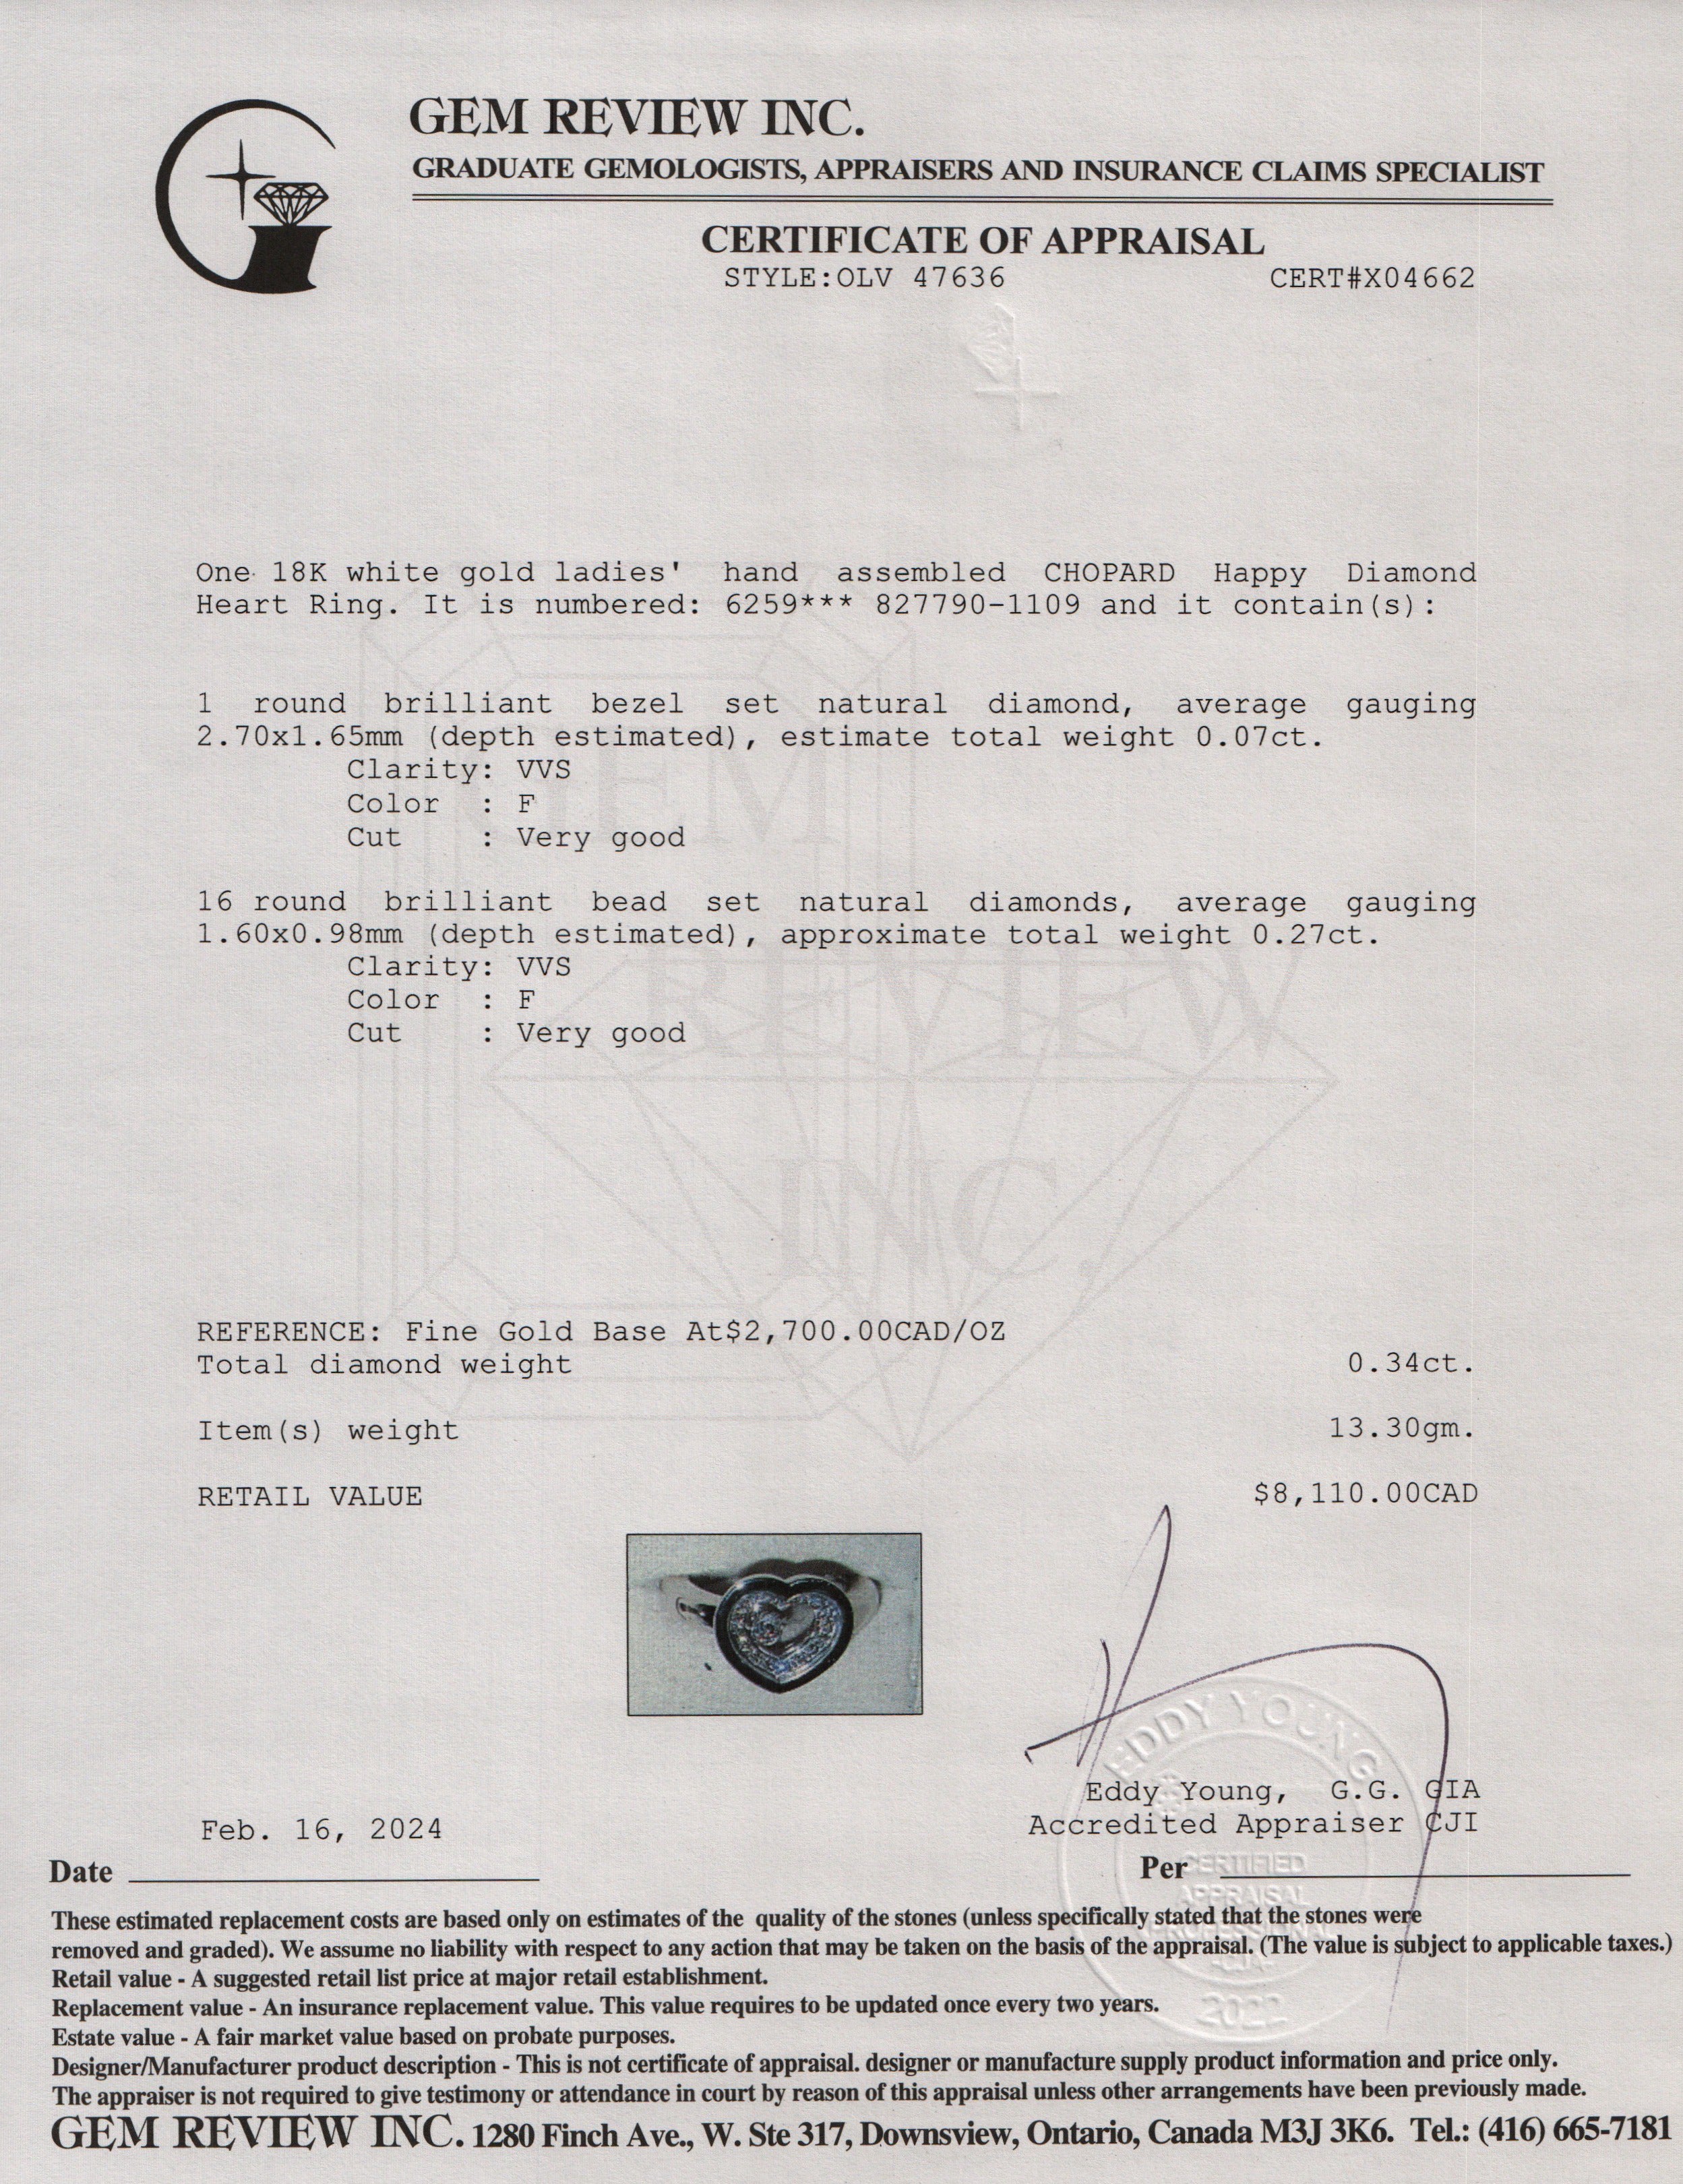 GEM REVIEW INC.
GRADUATE GEMOLOGISTS, APPRAISERS AND INSURANCE CLAIMS SPECIALIST
CERTIFICATE OF APPRAISAL
STYLE:OLV 47636 CERT#X04662
One 18K white gold ladies' hand assembled CHOPARD Happy Diamond
Heart Ring. It is numbered: 6259*** 827790-1109 and it contain(s):
1 round brilliant bezel set natural diamond, average gauging
2.70x1.65mm (depth estimated), estimate total weight 0.07ct.
Clarity: VVS
Color : F
Cut : Very good
16 round brilliant bead set natural diamonds, average gauging
1.60x0.98mm (depth estimated), approximate total weight 0.27ct.
Clarity: VVS
Color : F
Cut : Very good
GEM
REVIEW
INC.
REFERENCE: Fine Gold Base At$2,700.00CAD/OZ
Total diamond weight 0.34ct.
Item(s) weight 13.30gm.
RETAIL VALUE $8,110.00CAD
EDDY YOUNG
Eddy Young, G.G. GIA
Feb. 16, 2024 Accredited Appraiser CJI
Date Per
CERTIFIED
APPRAISAL
PROFESSIONAL
2022
These estimated replacement costs are based only on estimates of the quality of the stones (unless specifically stated that the stones were
removed and graded). We assume no liability with respect to any action that may be taken on the basis of the appraisal. (The value is subject to applicable taxes.)
Retail value - A suggested retail list price at major retail establishment.
Replacement value - An insurance replacement value. This value requires to be updated once every two years.
Estate value - A fair market value based on probate purposes.
Designer/Manufacturer product description - This is not certificate of appraisal. designer or manufacture supply product information and price only.
The appraiser is not required to give testimony or attendance in court by reason of this appraisal unless other arrangements have been previously made.
GEM REVIEW INC. 1280 Finch Ave., W. Ste 317, Downsview, Ontario, Canada M3J 3K6. Tel.: (416) 665-7181